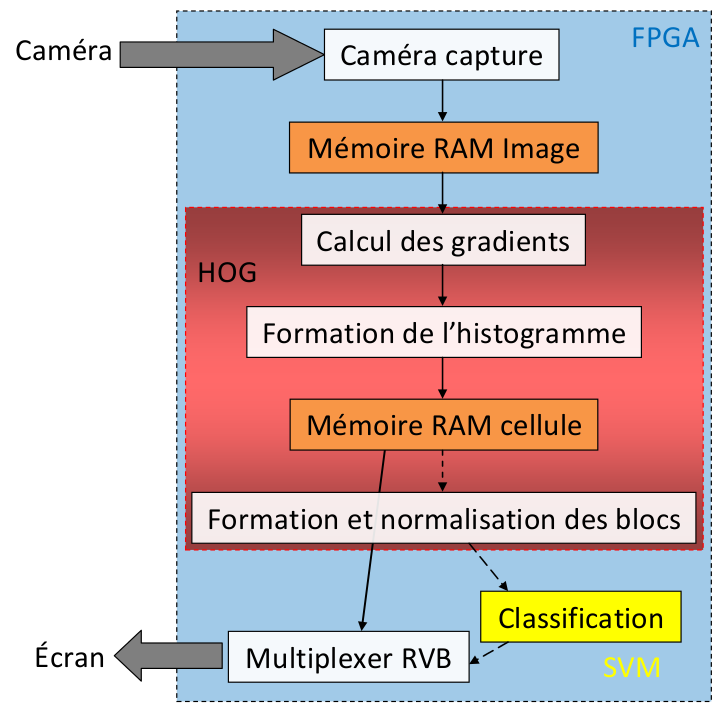 FPGA
Caméra
Caméra capture
Mémoire RAM Image
Calcul des gradients
HOG
Formation de l'histogramme
Mémoire RAM cellule
Formation et normalisation des blocs
Classification
Écran
Multiplexer RVB
SVM